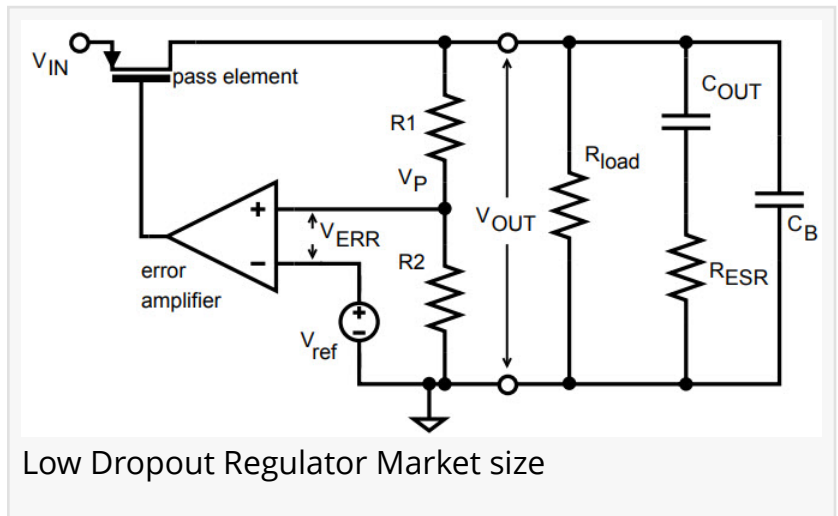 VIN
pass element
COUT
R1
Rload
VP
VOUT
CB
+
VERR
R2
RESR
−
error
amplifier
+
−
Vref
Low Dropout Regulator Market size